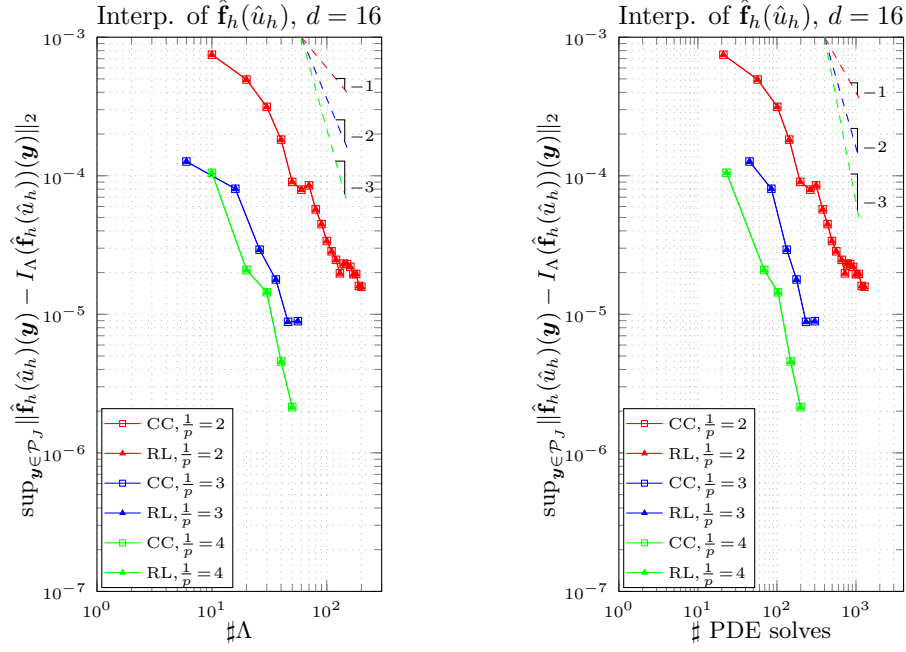 Interp. of $\hat{\mathbf{f}}_h(\hat{u}_h)$, $d = 16$
$\sup_{\boldsymbol{y}\in\mathcal{P}_J} \|\hat{\mathbf{f}}_h(\hat{u}_h)(\boldsymbol{y}) - I_\Lambda(\hat{\mathbf{f}}_h(\hat{u}_h))(\boldsymbol{y})\|_2$
$10^{-3}$
$10^{-4}$
$10^{-5}$
$10^{-6}$
$10^{-7}$
−1
−2
−3
CC, $\frac{1}{p}=2$
RL, $\frac{1}{p}=2$
CC, $\frac{1}{p}=3$
RL, $\frac{1}{p}=3$
CC, $\frac{1}{p}=4$
RL, $\frac{1}{p}=4$
$10^0$ $10^1$ $10^2$
♯Λ
Interp. of $\hat{\mathbf{f}}_h(\hat{u}_h)$, $d = 16$
$\sup_{\boldsymbol{y}\in\mathcal{P}_J} \|\hat{\mathbf{f}}_h(\hat{u}_h)(\boldsymbol{y}) - I_\Lambda(\hat{\mathbf{f}}_h(\hat{u}_h))(\boldsymbol{y})\|_2$
$10^{-3}$
$10^{-4}$
$10^{-5}$
$10^{-6}$
$10^{-7}$
−1
−2
−3
CC, $\frac{1}{p}=2$
RL, $\frac{1}{p}=2$
CC, $\frac{1}{p}=3$
RL, $\frac{1}{p}=3$
CC, $\frac{1}{p}=4$
RL, $\frac{1}{p}=4$
$10^0$ $10^1$ $10^2$ $10^3$
♯ PDE solves